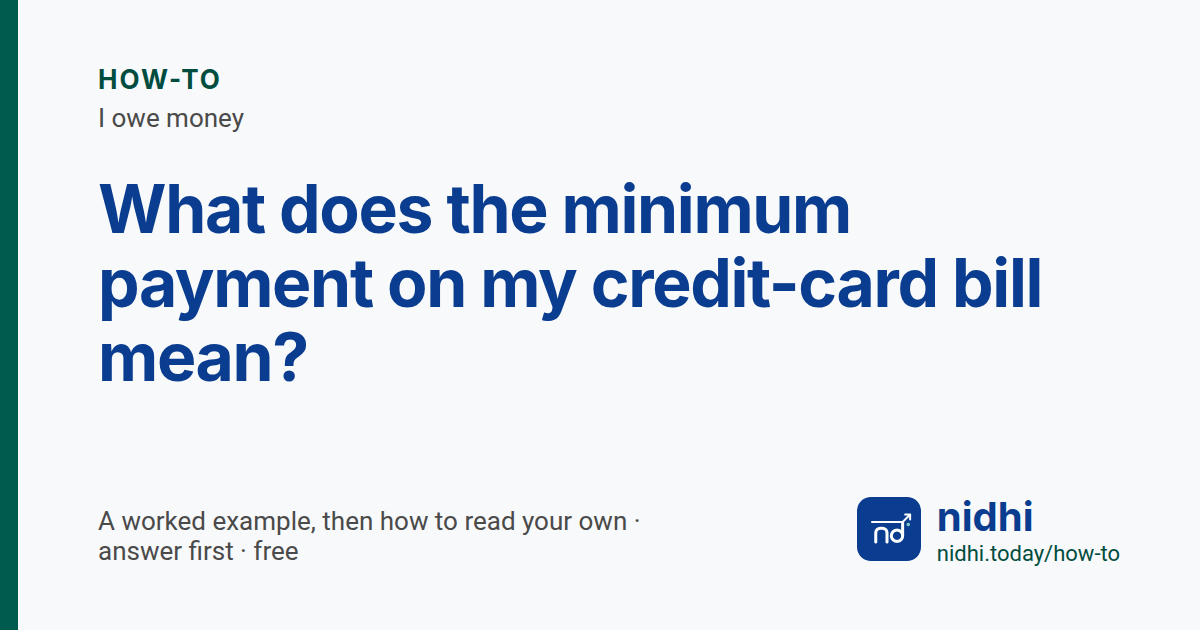 HOW-TO
I owe money
What does the minimum
payment on my credit-card bill
mean?
A worked example, then how to read your own ·
answer first · free
nd
nidhi
nidhi.today/how-to